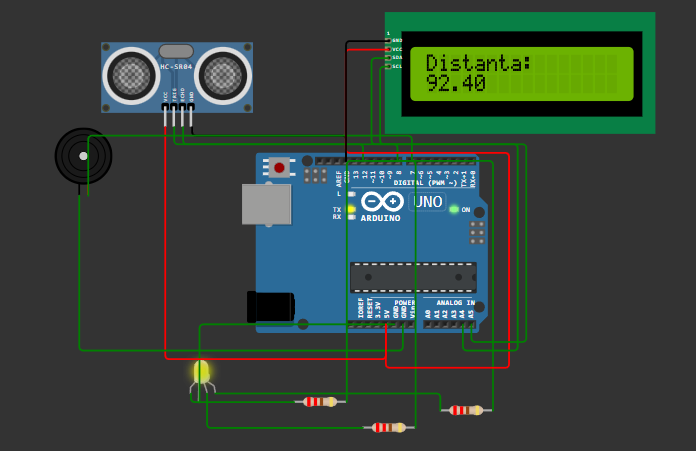 1
GND
VCC
SDA
SCL
Distanta:
92.40
HC-SR04
VCC
TRIG
ECHO
GND
AREF
GND
13
12
~11
~10
~9
8
7
~6
~5
4
~3
2
TX→1
RX←0
DIGITAL (PWM ~)
L
TX
RX
UNO
ARDUINO
ON
POWER
ANALOG IN
IOREF
RESET
3.3V
5V
GND
GND
Vin
A0
A1
A2
A3
A4
A5